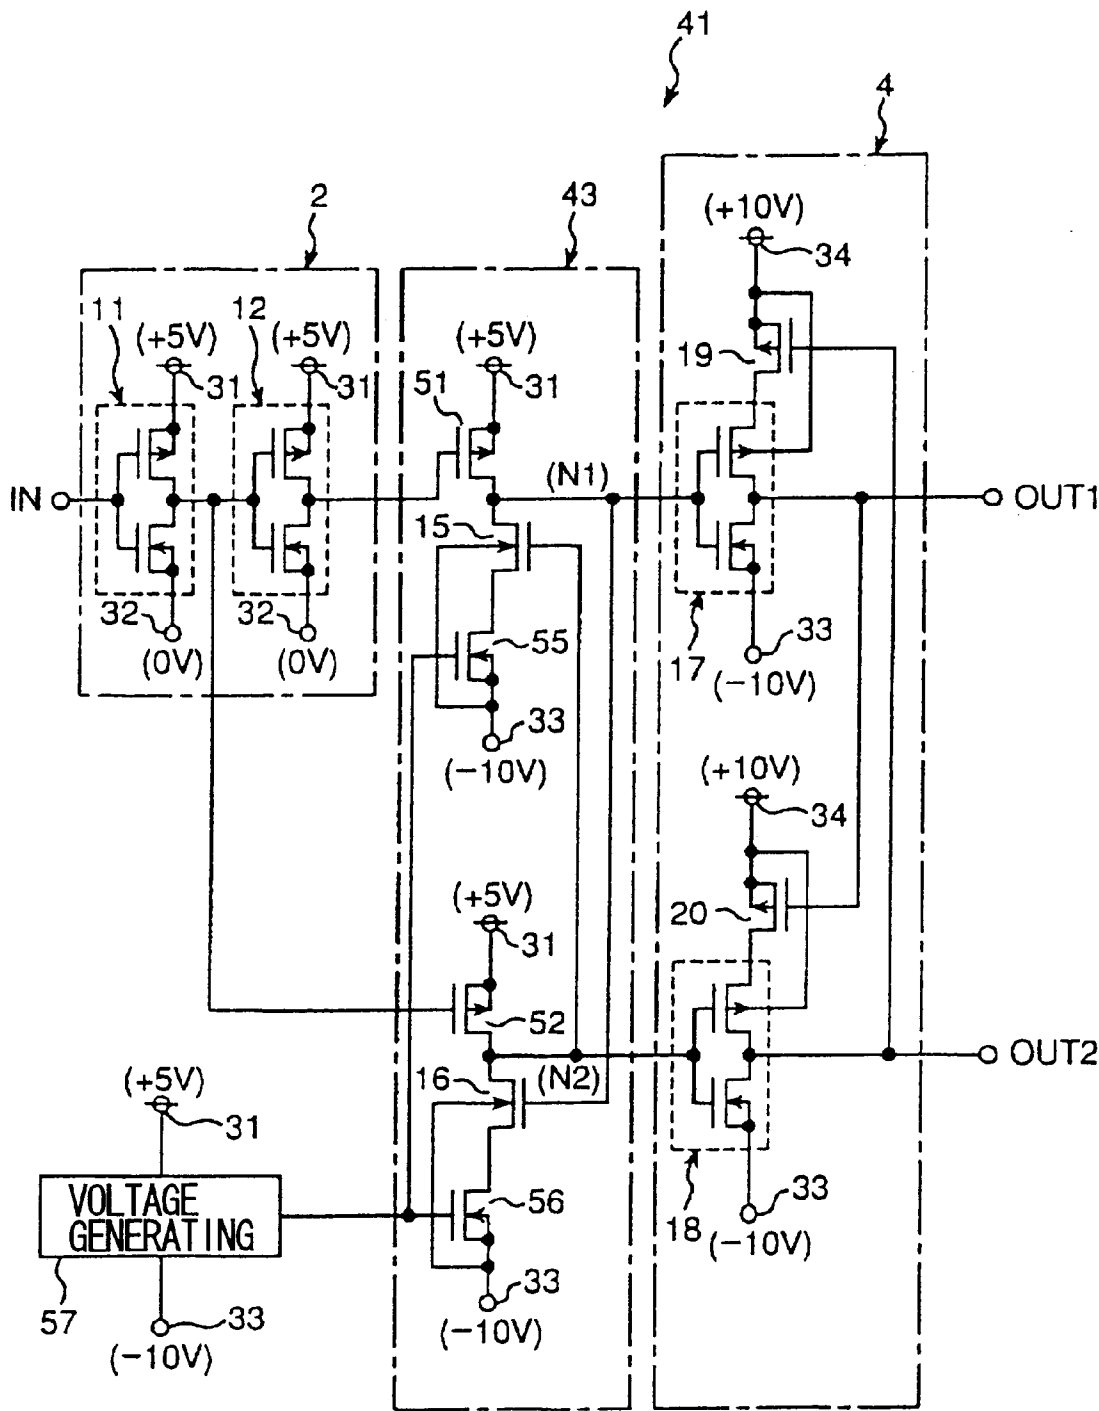 41
4
2
43
(+10V)
34
11
12
(+5V)
(+5V)
(+5V)
31
31
51
31
19
IN
(N1)
OUT1
15
32
32
55
33
(0V)
(0V)
17
(-10V)
33
(-10V)
(+10V)
34
(+5V)
31
20
52
OUT2
(+5V)
16
(N2)
31
VOLTAGE
GENERATING
56
18
33
(-10V)
33
57
33
(-10V)
(-10V)